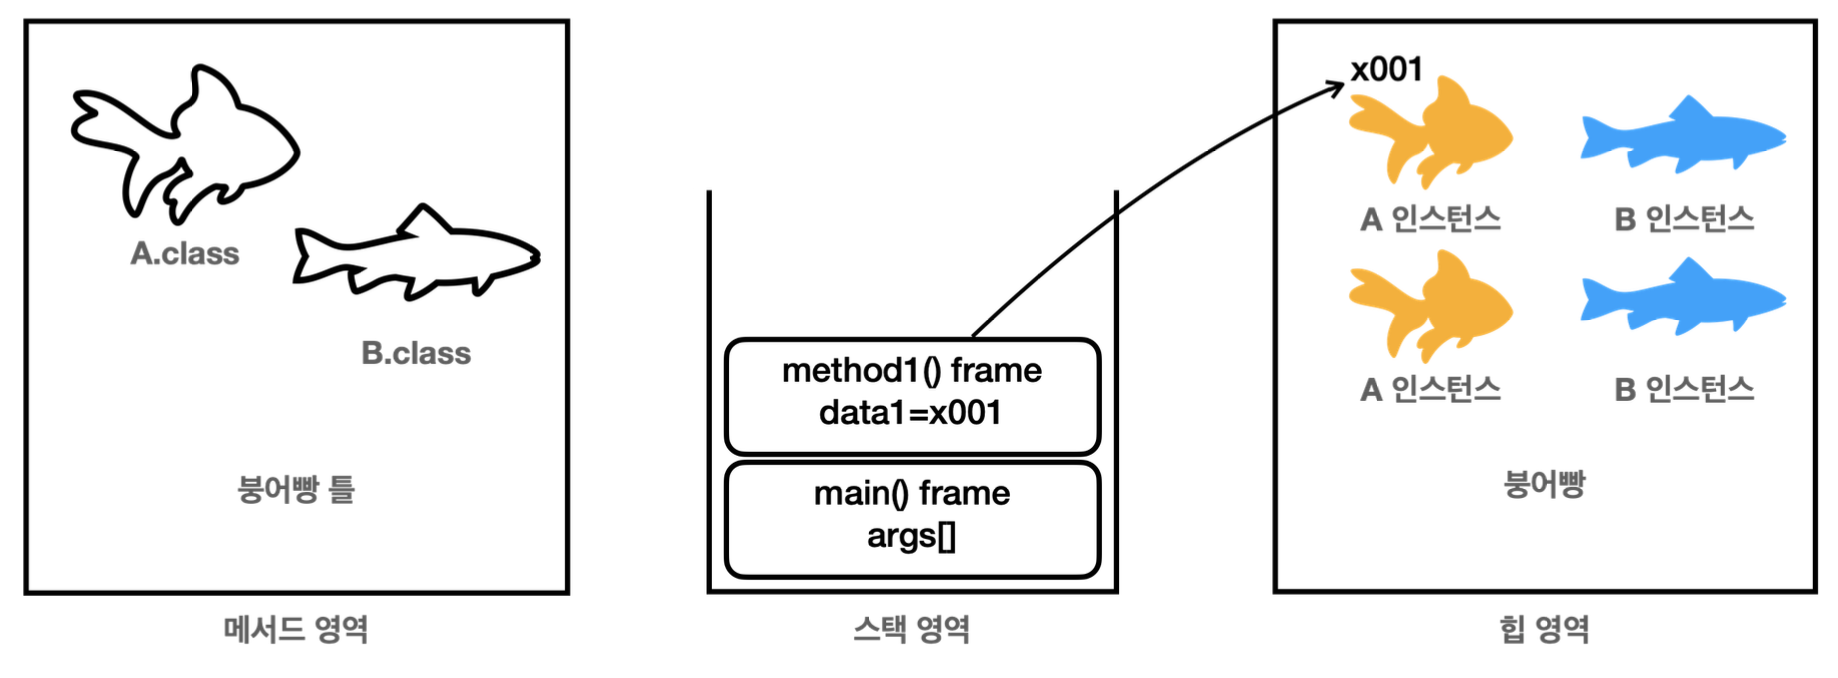 A.class
B.class
붕어빵 틀
메서드 영역
method1() frame
data1=x001
main() frame
args[]
스택 영역
x001
A 인스턴스
B 인스턴스
A 인스턴스
B 인스턴스
붕어빵
힙 영역